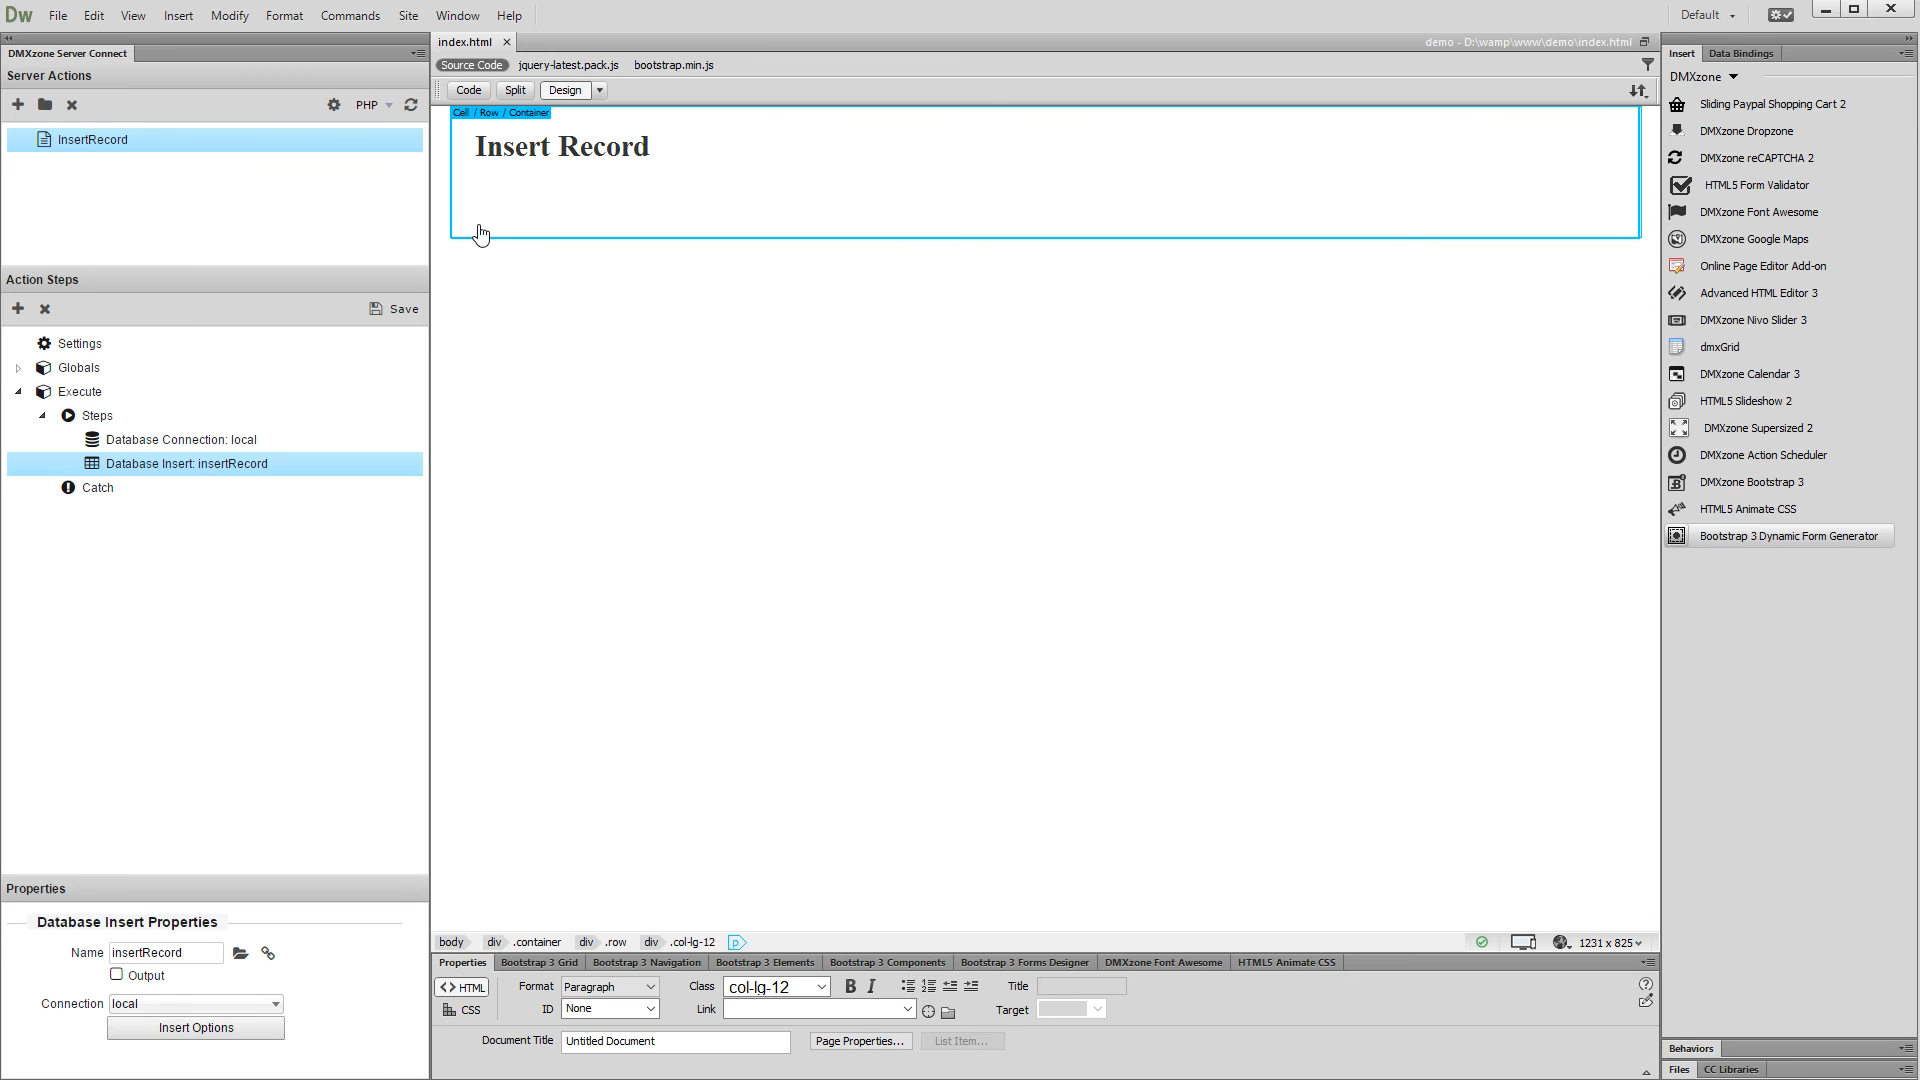 Dw File Edit View Insert Modify Format Commands Site Window Help Default
DMXzone Server Connect
Server Actions
PHP
InsertRecord
Action Steps
Save
Settings
Globals
Execute
Steps
Database Connection: local
Database Insert: insertRecord
Catch
Properties
Database Insert Properties
Name insertRecord
Output
Connection local
Insert Options
index.html demo - D:\wamp\www\demo\index.html
Source Code jquery-latest.pack.js bootstrap.min.js
Code Split Design
Cell / Row / Container
Insert Record
body div .container div .row div .col-lg-12 p 1231 x 825
Properties Bootstrap 3 Grid Bootstrap 3 Navigation Bootstrap 3 Elements Bootstrap 3 Components Bootstrap 3 Forms Designer DMXzone Font Awesome HTML5 Animate CSS
<> HTML Format Paragraph Class col-lg-12 B I Title
CSS ID None Link Target
Document Title Untitled Document Page Properties... List Item...
Insert Data Bindings
DMXzone
Sliding Paypal Shopping Cart 2
DMXzone Dropzone
DMXzone reCAPTCHA 2
HTML5 Form Validator
DMXzone Font Awesome
DMXzone Google Maps
Online Page Editor Add-on
Advanced HTML Editor 3
DMXzone Nivo Slider 3
dmxGrid
DMXzone Calendar 3
HTML5 Slideshow 2
DMXzone Supersized 2
DMXzone Action Scheduler
DMXzone Bootstrap 3
HTML5 Animate CSS
Bootstrap 3 Dynamic Form Generator
Behaviors
Files CC Libraries